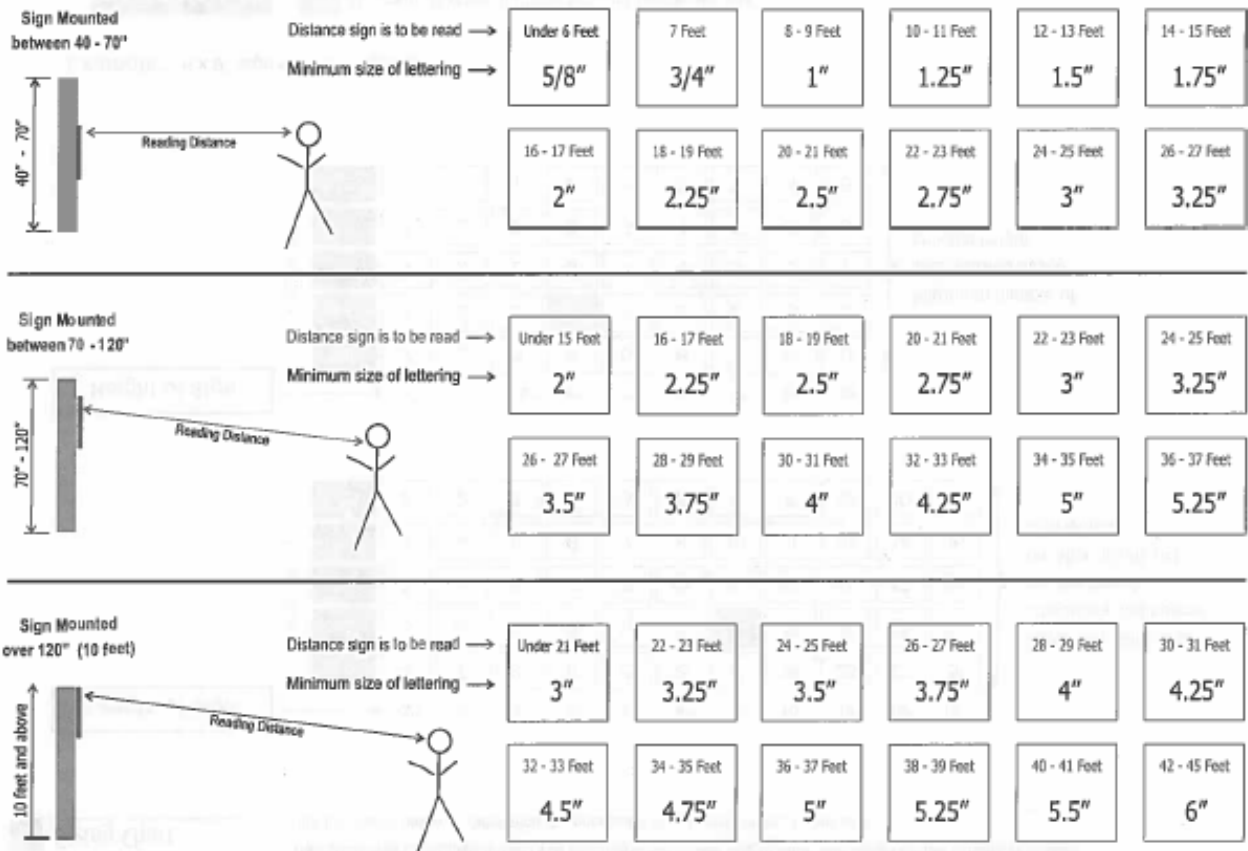 Sign Mounted
between 40 - 70"
Distance sign is to be read → Under 6 Feet 7 Feet 8 - 9 Feet 10 - 11 Feet 12 - 13 Feet 14 - 15 Feet
Minimum size of lettering → 5/8" 3/4" 1" 1.25" 1.5" 1.75"
40" - 70"
Reading Distance
16 - 17 Feet 18 - 19 Feet 20 - 21 Feet 22 - 23 Feet 24 - 25 Feet 26 - 27 Feet
2" 2.25" 2.5" 2.75" 3" 3.25"
Sign Mounted
between 70 - 120"
Distance sign is to be read → Under 15 Feet 16 - 17 Feet 18 - 19 Feet 20 - 21 Feet 22 - 23 Feet 24 - 25 Feet
Minimum size of lettering → 2" 2.25" 2.5" 2.75" 3" 3.25"
70" - 120"
Reading Distance
26 - 27 Feet 28 - 29 Feet 30 - 31 Feet 32 - 33 Feet 34 - 35 Feet 36 - 37 Feet
3.5" 3.75" 4" 4.25" 5" 5.25"
Sign Mounted
over 120" (10 feet)
Distance sign is to be read → Under 21 Feet 22 - 23 Feet 24 - 25 Feet 26 - 27 Feet 28 - 29 Feet 30 - 31 Feet
Minimum size of lettering → 3" 3.25" 3.5" 3.75" 4" 4.25"
10 feet and above
Reading Distance
32 - 33 Feet 34 - 35 Feet 36 - 37 Feet 38 - 39 Feet 40 - 41 Feet 42 - 45 Feet
4.5" 4.75" 5" 5.25" 5.5" 6"